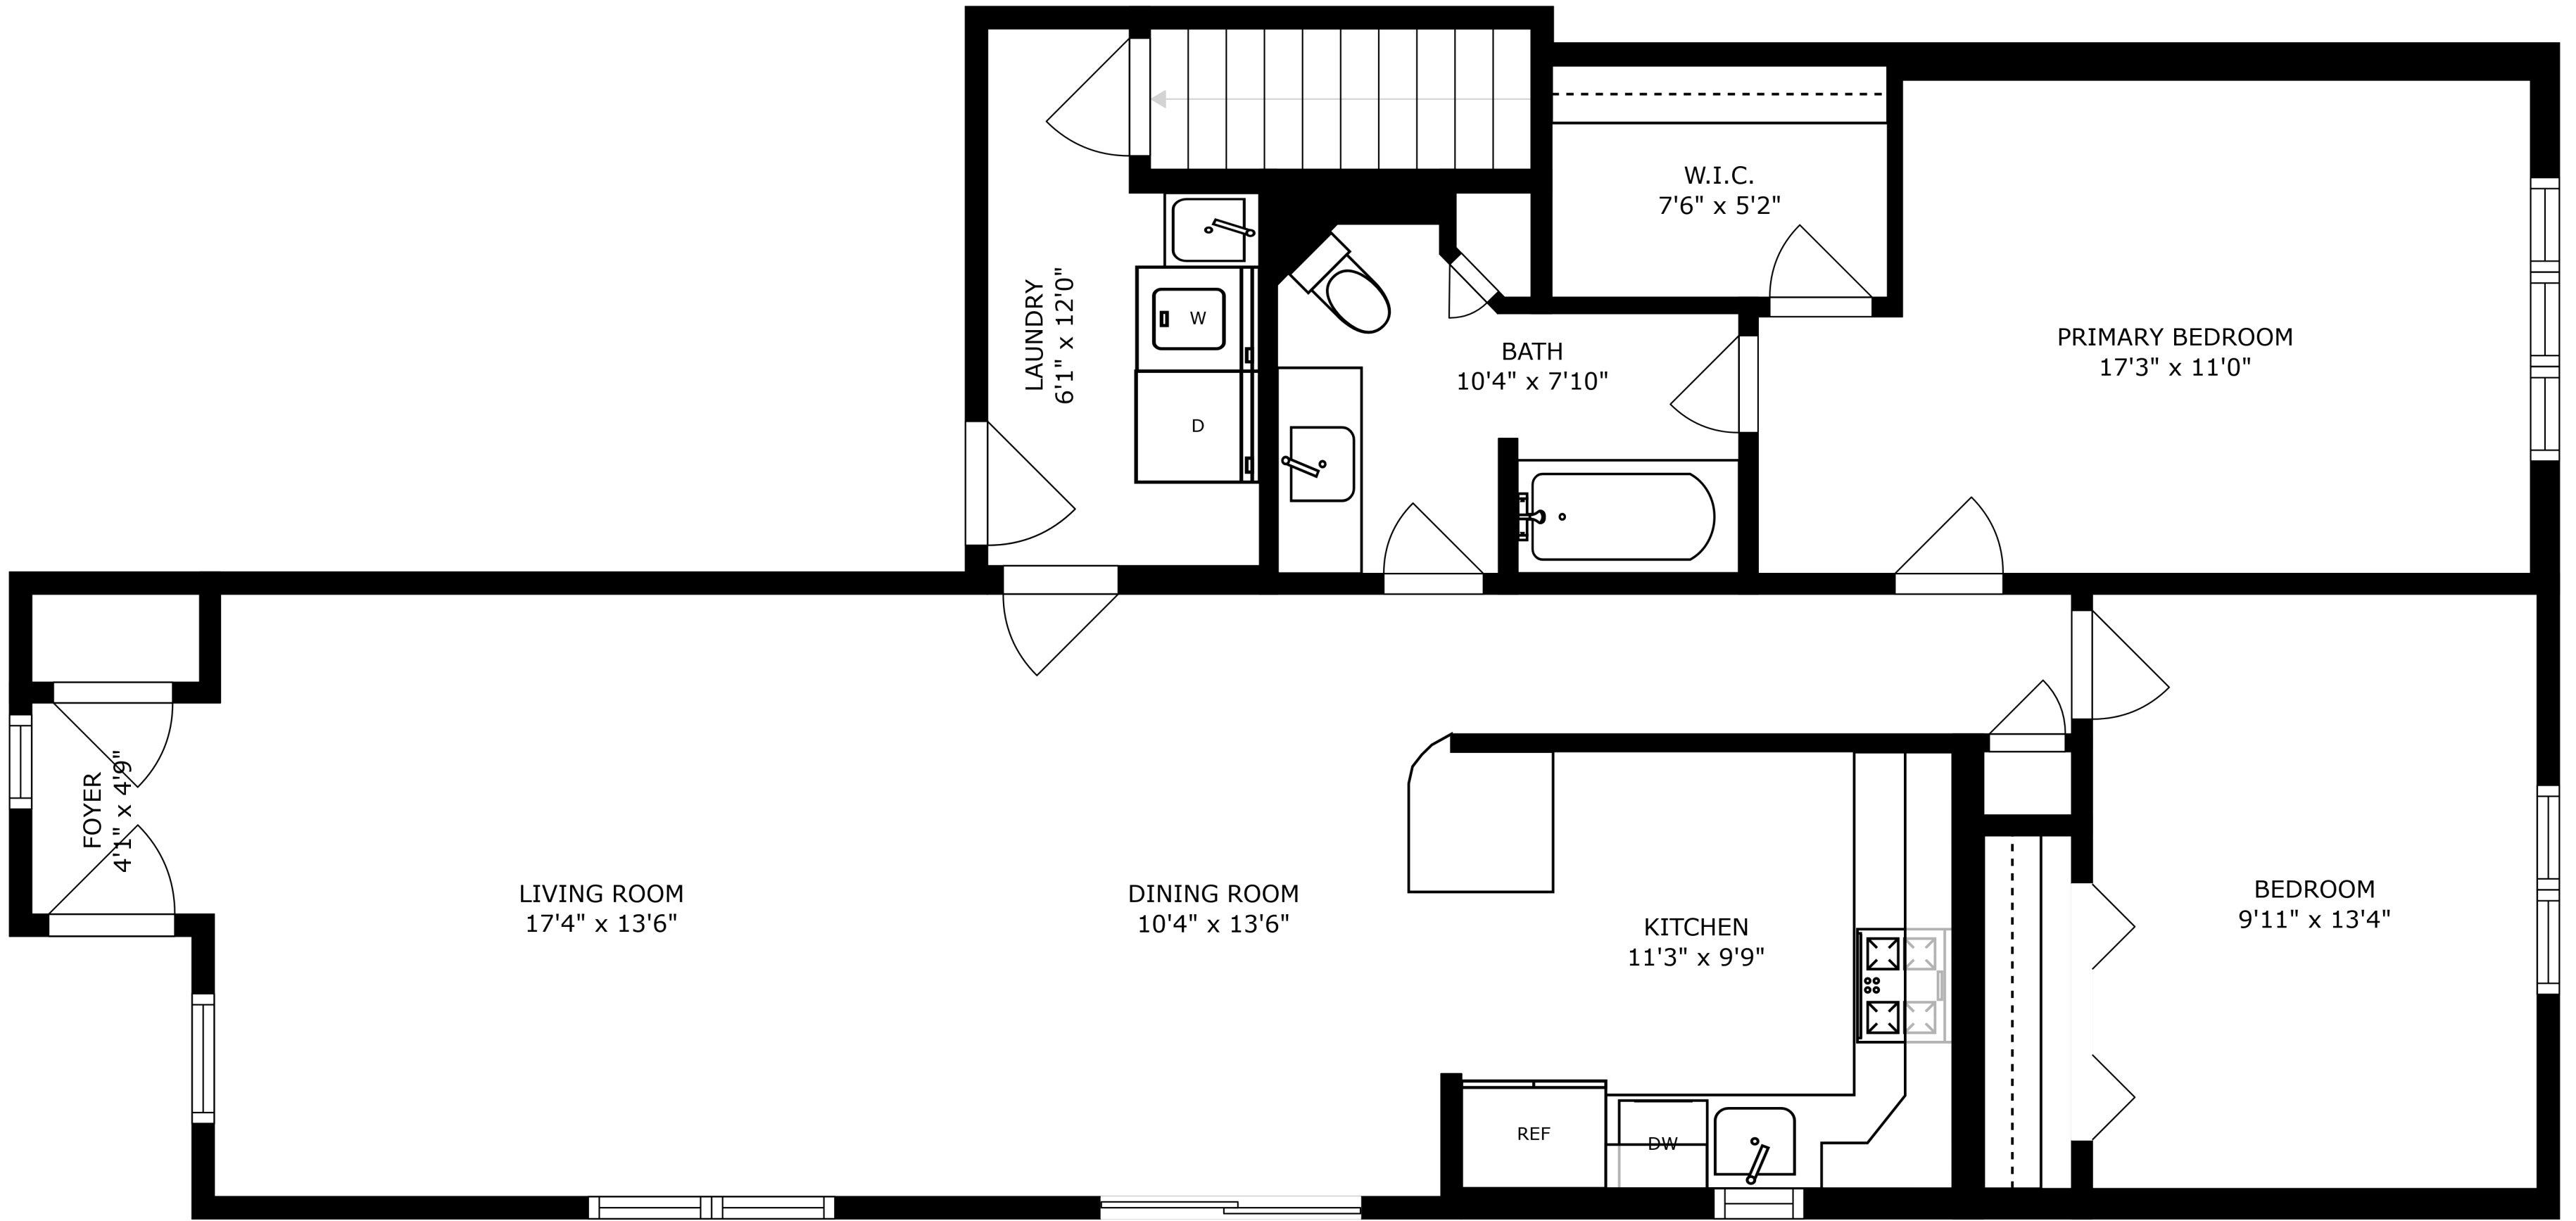 W.I.C.
7'6" x 5'2"
LAUNDRY
6'1" x 12'0"
W
D
BATH
10'4" x 7'10"
PRIMARY BEDROOM
17'3" x 11'0"
FOYER
4'1" x 4'9"
LIVING ROOM
17'4" x 13'6"
DINING ROOM
10'4" x 13'6"
KITCHEN
11'3" x 9'9"
BEDROOM
9'11" x 13'4"
REF
DW